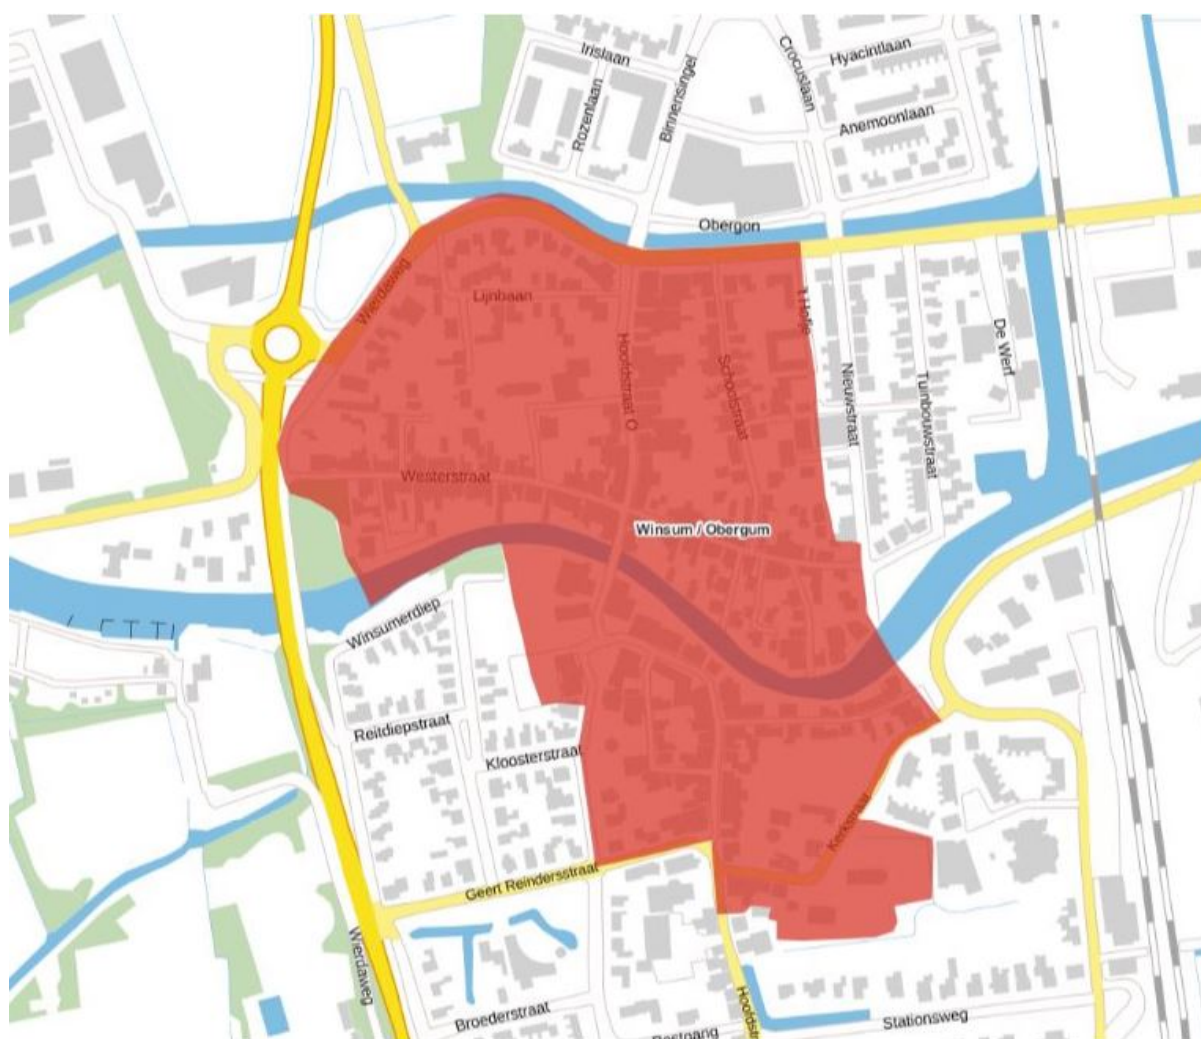 Irislaan
Rozenlaan
Binnensingel
Crocuslaan
Hyacintlaan
Anemoonlaan
Obergon
Wierdaweg
Lijnbaan
't Hofje
Hoofdstraat O
Schoolstraat
Nieuwstraat
Tuinbouwstraat
De Werf
Westerstraat
Winsum / Obergum
Winsumerdiep
Reitdiepstraat
Kloosterstraat
Kerkstraat
Geert Reindersstraat
Wierdaweg
Hoofdstr
Broederstraat
Stationsweg